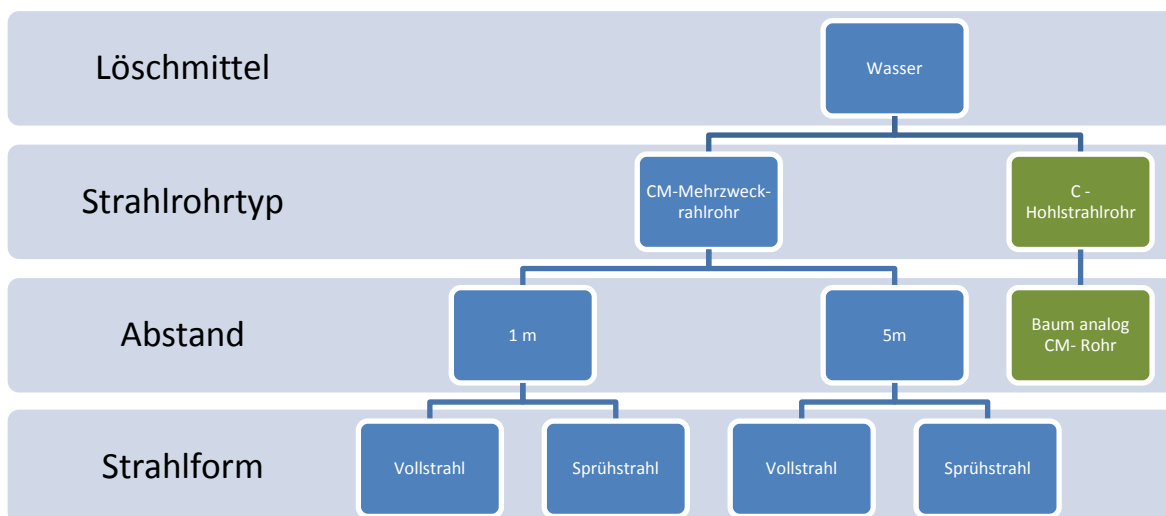 Löschmittel
Wasser
Strahlrohrtyp
CM-Mehrzweck-
rahlrohr
C -
Hohlstrahlrohr
Abstand
1 m
5m
Baum analog
CM- Rohr
Strahlform
Vollstrahl
Sprühstrahl
Vollstrahl
Sprühstrahl